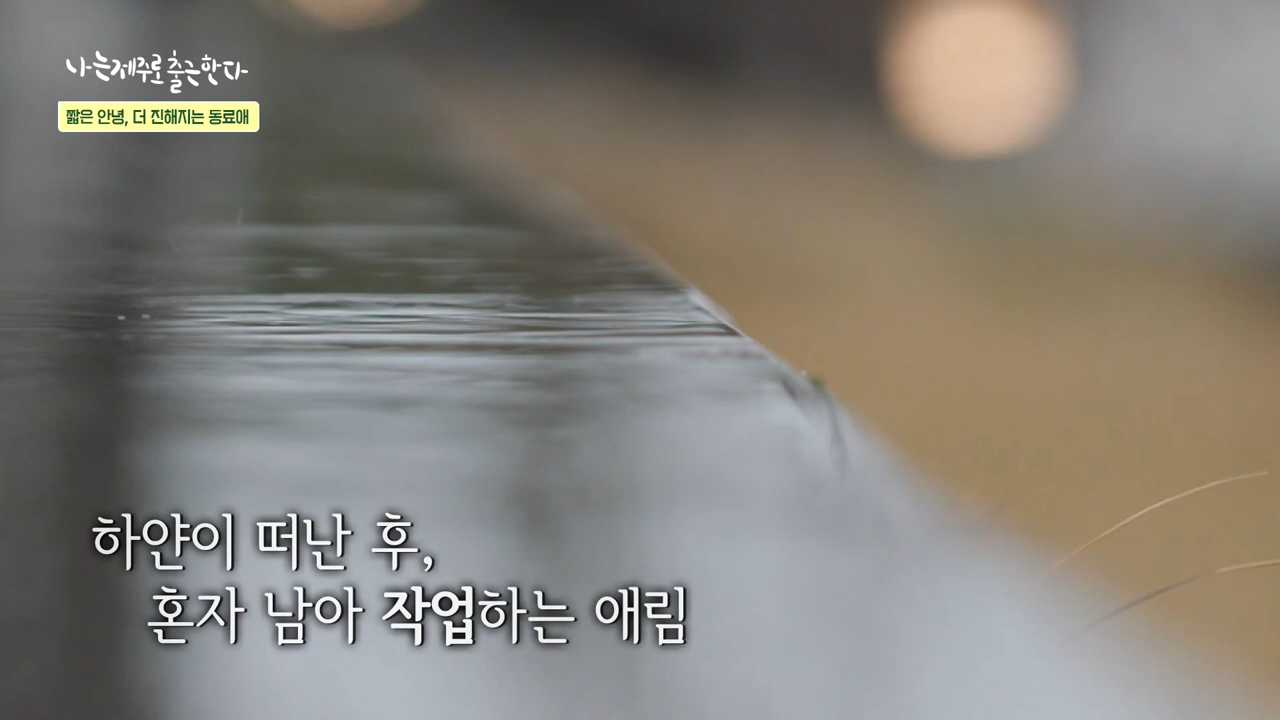 나는 제주로 출근한다
짧은 안녕, 더 진해지는 동료애
하얀이 떠난 후,
혼자 남아 작업하는 애림